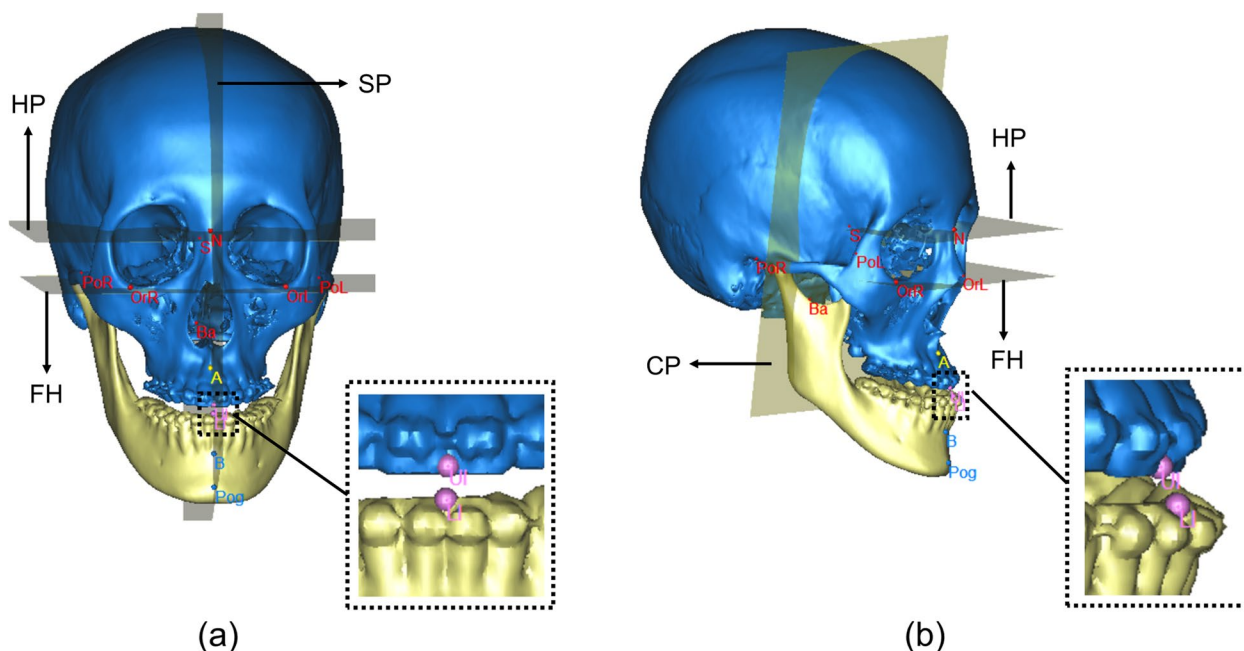 SP
HP
N
S
PoR
OrR
OrL
PoL
Ba
FH
A
B
Pog
UI
LI
(a)
HP
S
N
PoR
PoL
OrR
OrL
Ba
FH
CP
A
B
Pog
UI
LI
(b)